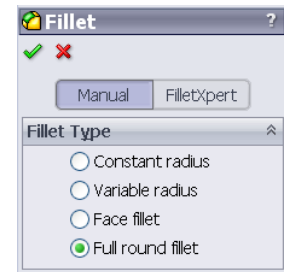 Fillet ?
Manual FilletXpert
Fillet Type
Constant radius
Variable radius
Face fillet
Full round fillet